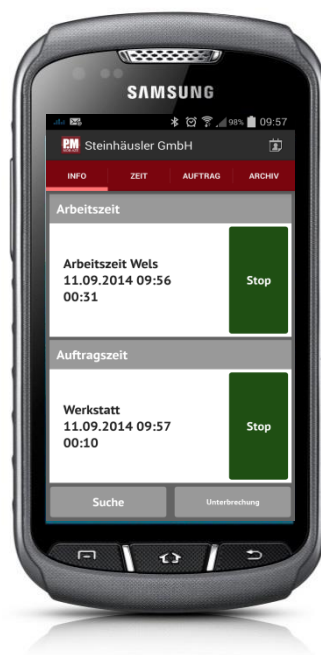 SAMSUNG
98% 09:57
PM Steinhäusler GmbH
INFO ZEIT AUFTRAG ARCHIV
Arbeitszeit
Arbeitszeit Wels
11.09.2014 09:56
00:31
Stop
Auftragszeit
Werkstatt
11.09.2014 09:57
00:10
Stop
Suche Unterbrechung